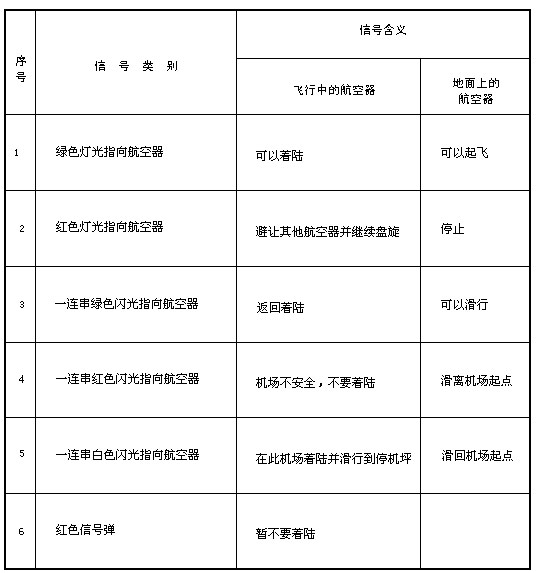 序号
信号类别
信号含义
飞行中的航空器
地面上的
航空器
1
绿色灯光指向航空器
可以着陆
可以起飞
2
红色灯光指向航空器
避让其他航空器并继续盘旋
停止
3
一连串绿色闪光指向航空器
返回着陆
可以滑行
4
一连串红色闪光指向航空器
机场不安全，不要着陆
滑离机场起点
5
一连串白色闪光指向航空器
在此机场着陆并滑行到停机坪
滑回机场起点
6
红色信号弹
暂不要着陆